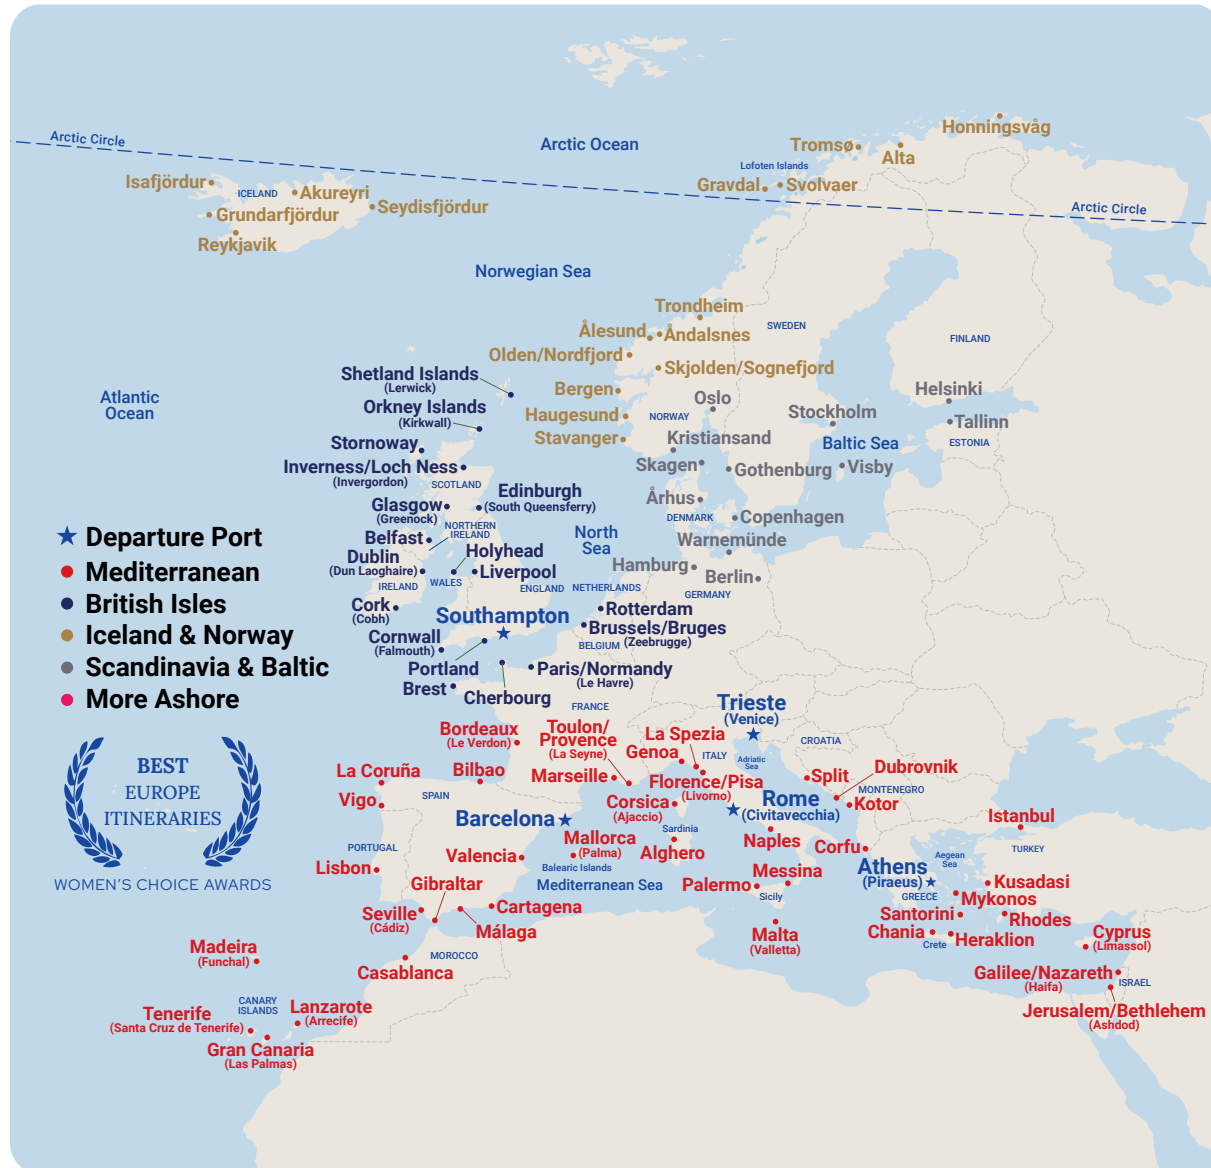 Arctic Circle
Arctic Ocean
Honningsvåg
Tromsø
Alta
Lofoten Islands
Gravdal
Svolvaer
Arctic Circle
Isafjördur
ICELAND
Akureyri
Grundarfjördur
Seydisfjördur
Reykjavik
Norwegian Sea
Trondheim
Ålesund
Åndalsnes
SWEDEN
FINLAND
Olden/Nordfjord
Skjolden/Sognefjord
Shetland Islands
(Lerwick)
Bergen
Helsinki
Atlantic
Ocean
Orkney Islands
(Kirkwall)
Haugesund
NORWAY
Oslo
Stockholm
Tallinn
Stornoway
Stavanger
Kristiansand
Baltic Sea
ESTONIA
Inverness/Loch Ness
(Invergordon)
SCOTLAND
Skagen
Gothenburg
Visby
Edinburgh
(South Queensferry)
Århus
Glasgow
(Greenock)
DENMARK
Copenhagen
NORTHERN
IRELAND
North
Sea
Belfast
Warnemünde
Dublin
(Dun Laoghaire)
Holyhead
Liverpool
Hamburg
Berlin
IRELAND
WALES
ENGLAND
NETHERLANDS
GERMANY
Cork
(Cobh)
Southampton
Rotterdam
Brussels/Bruges
(Zeebrugge)
BELGIUM
Cornwall
(Falmouth)
Portland
Paris/Normandy
(Le Havre)
Brest
Cherbourg
Departure Port
Mediterranean
British Isles
Iceland & Norway
Scandinavia & Baltic
More Ashore
FRANCE
Trieste
(Venice)
Bordeaux
(Le Verdon)
Toulon/
Provence
(La Seyne)
La Spezia
Genoa
ITALY
Adriatic
Sea
CROATIA
BEST
EUROPE
ITINERARIES
WOMEN'S CHOICE AWARDS
La Coruña
Bilbao
Marseille
Florence/Pisa
(Livorno)
Split
Dubrovnik
Vigo
SPAIN
Corsica
(Ajaccio)
Rome
(Civitavecchia)
MONTENEGRO
Kotor
Barcelona
Sardinia
Istanbul
Mallorca
(Palma)
Alghero
Naples
Corfu
PORTUGAL
Valencia
Balearic Islands
Aegean
Sea
TURKEY
Lisbon
Gibraltar
Mediterranean Sea
Palermo
Messina
Sicily
Athens
(Piraeus)
GREECE
Kusadasi
Mykonos
Seville
(Cádiz)
Cartagena
Málaga
Santorini
Rhodes
Malta
(Valletta)
Chania
Heraklion
Crete
Cyprus
(Limassol)
Madeira
(Funchal)
MOROCCO
Casablanca
Galilee/Nazareth
(Haifa)
ISRAEL
Tenerife
(Santa Cruz de Tenerife)
CANARY
ISLANDS
Lanzarote
(Arrecife)
Jerusalem/Bethlehem
(Ashdod)
Gran Canaria
(Las Palmas)